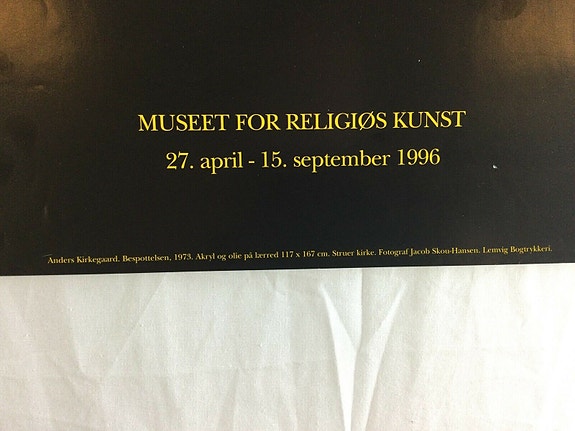 MUSEET FOR RELIGIØS KUNST
27. april - 15. september 1996
Anders Kirkegaard. Bespottelsen, 1973. Akryl og olie på lærred 117 x 167 cm. Struer kirke. Fotograf Jacob Skou-Hansen. Lemvig Bogtrykkeri.